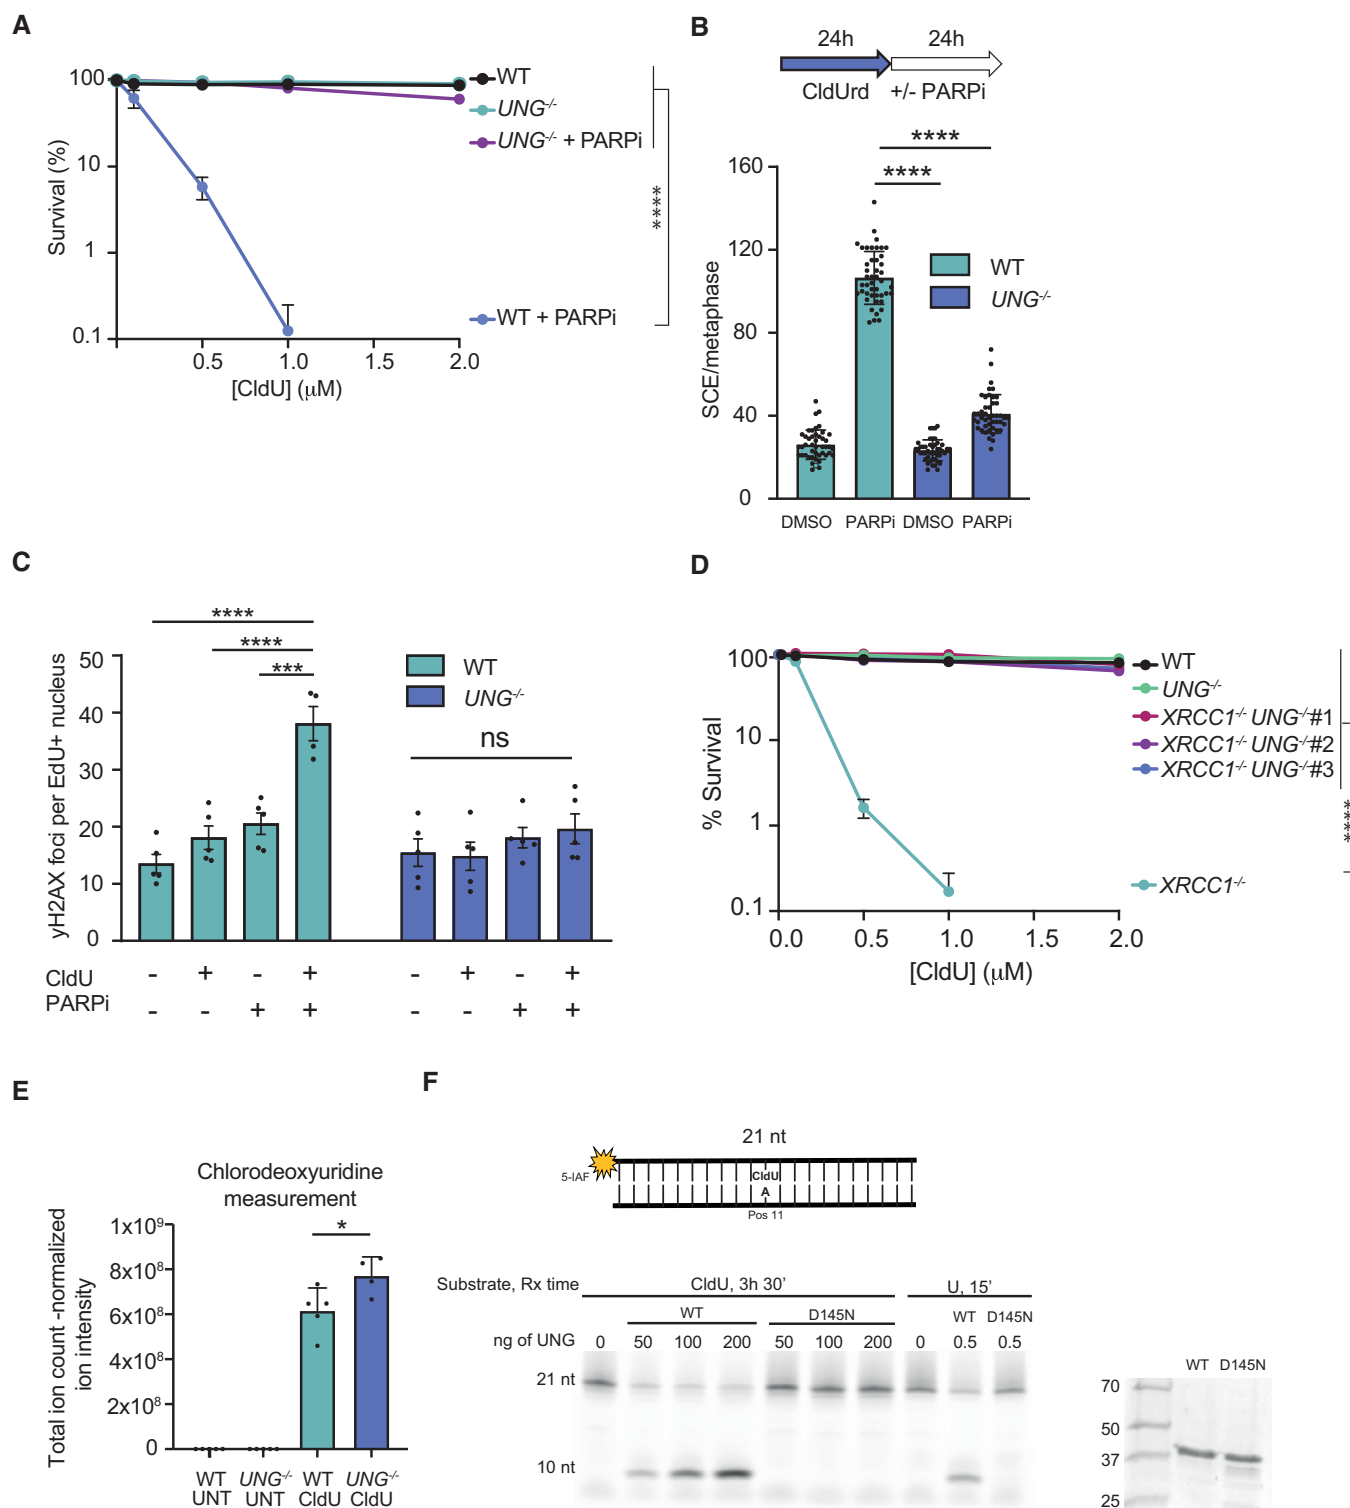 A
100
10
1
0.1
Survival (%)
0.5
1.0
1.5
2.0
[CldU] (μM)
WT
UNG-/-
UNG-/- + PARPi
WT + PARPi
****
B
24h
24h
CldUrd
+/- PARPi
****
****
160
120
80
40
0
SCE/metaphase
WT
UNG-/-
DMSO PARPi DMSO PARPi
C
****
****
***
ns
50
40
30
20
10
0
yH2AX foci per EdU+ nucleus
WT
UNG-/-
CldU - + - + - + - +
PARPi - - + + - - + +
D
100
10
1
0.1
% Survival
0.0
0.5
1.0
1.5
2.0
[CldU] (μM)
WT
UNG-/-
XRCC1-/- UNG-/-#1
XRCC1-/- UNG-/-#2
XRCC1-/- UNG-/-#3
XRCC1-/-
****
E
Chlorodeoxyuridine
measurement
*
1x10⁹
8x10⁸
6x10⁸
4x10⁸
2x10⁸
0
Total ion count -normalized
ion intensity
WT UNG-/- WT UNG-/-
UNT UNT CldU CldU
F
21 nt
5-IAF
CldU
A
Pos 11
Substrate, Rx time CldU, 3h 30' U, 15'
WT D145N WT D145N
ng of UNG 0 50 100 200 50 100 200 0 0.5 0.5
21 nt
10 nt
WT D145N
70
50
37
25